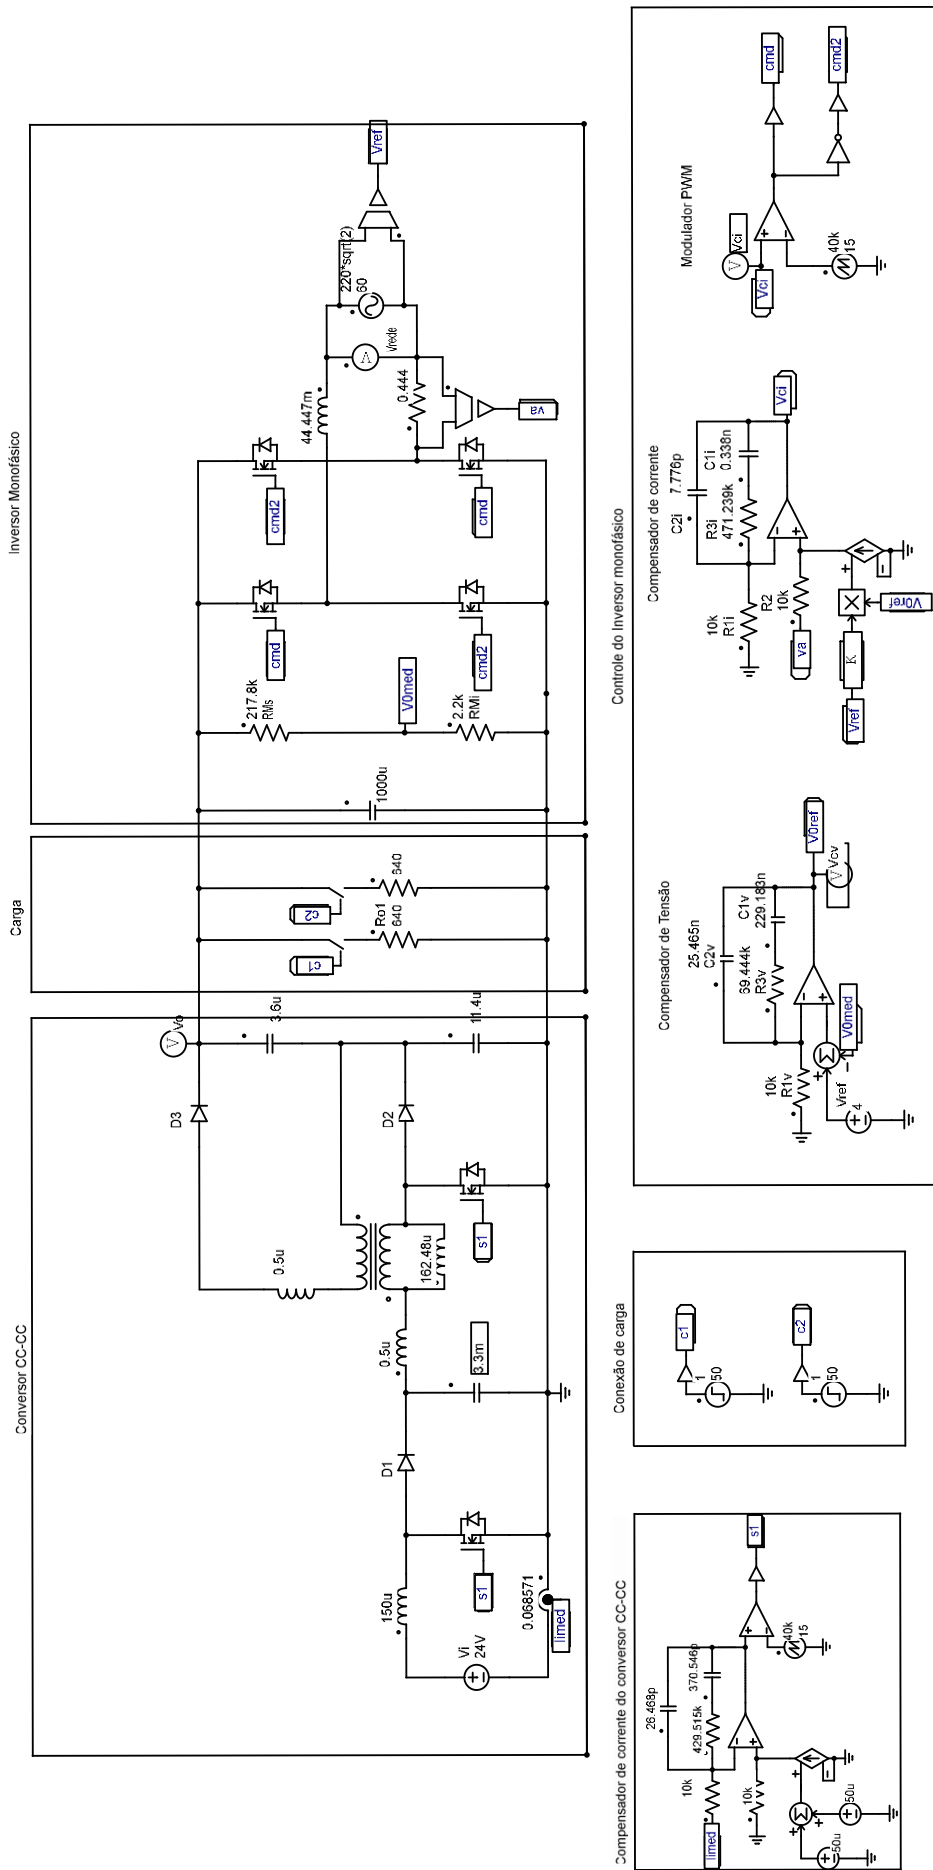 Conversor CC-CC
Vi
24V
150u
s1
D1
0.068571
Iimed
3.3m
0.5u
0.5u
162.48u
s1
D2
D3
Vo
3.6u
11.4u
Carga
c1
Ro1
640
c2
640
Inversor Monofásico
1000u
217.8k
RMs
V0med
2.2k
RMi
cmd
cmd2
cmd2
cmd
44.447m
0.444
va
V
Vrede
220*sqrt(2)
60
Vref
Compensador de corrente do conversor CC-CC
Iimed
10k
26.468p
429.515k
370.546p
10k
50u
50u
40k
15
s1
Conexão de carga
c1
1
50
c2
1
50
Controle do Inversor monofásico
Compensador de Tensão
10k
R1v
25.465n
C2v
69.444k
R3v
C1v
229.183n
Vref
4
V0med
V0ref
V
Vcv
Compensador de corrente
10k
R1i
C2i
7.776p
R3i
471.239k
C1i
0.338n
R2
10k
va
Vref
K
V0ref
Vci
Modulador PWM
V
Vci
Vci
40k
15
cmd
cmd2